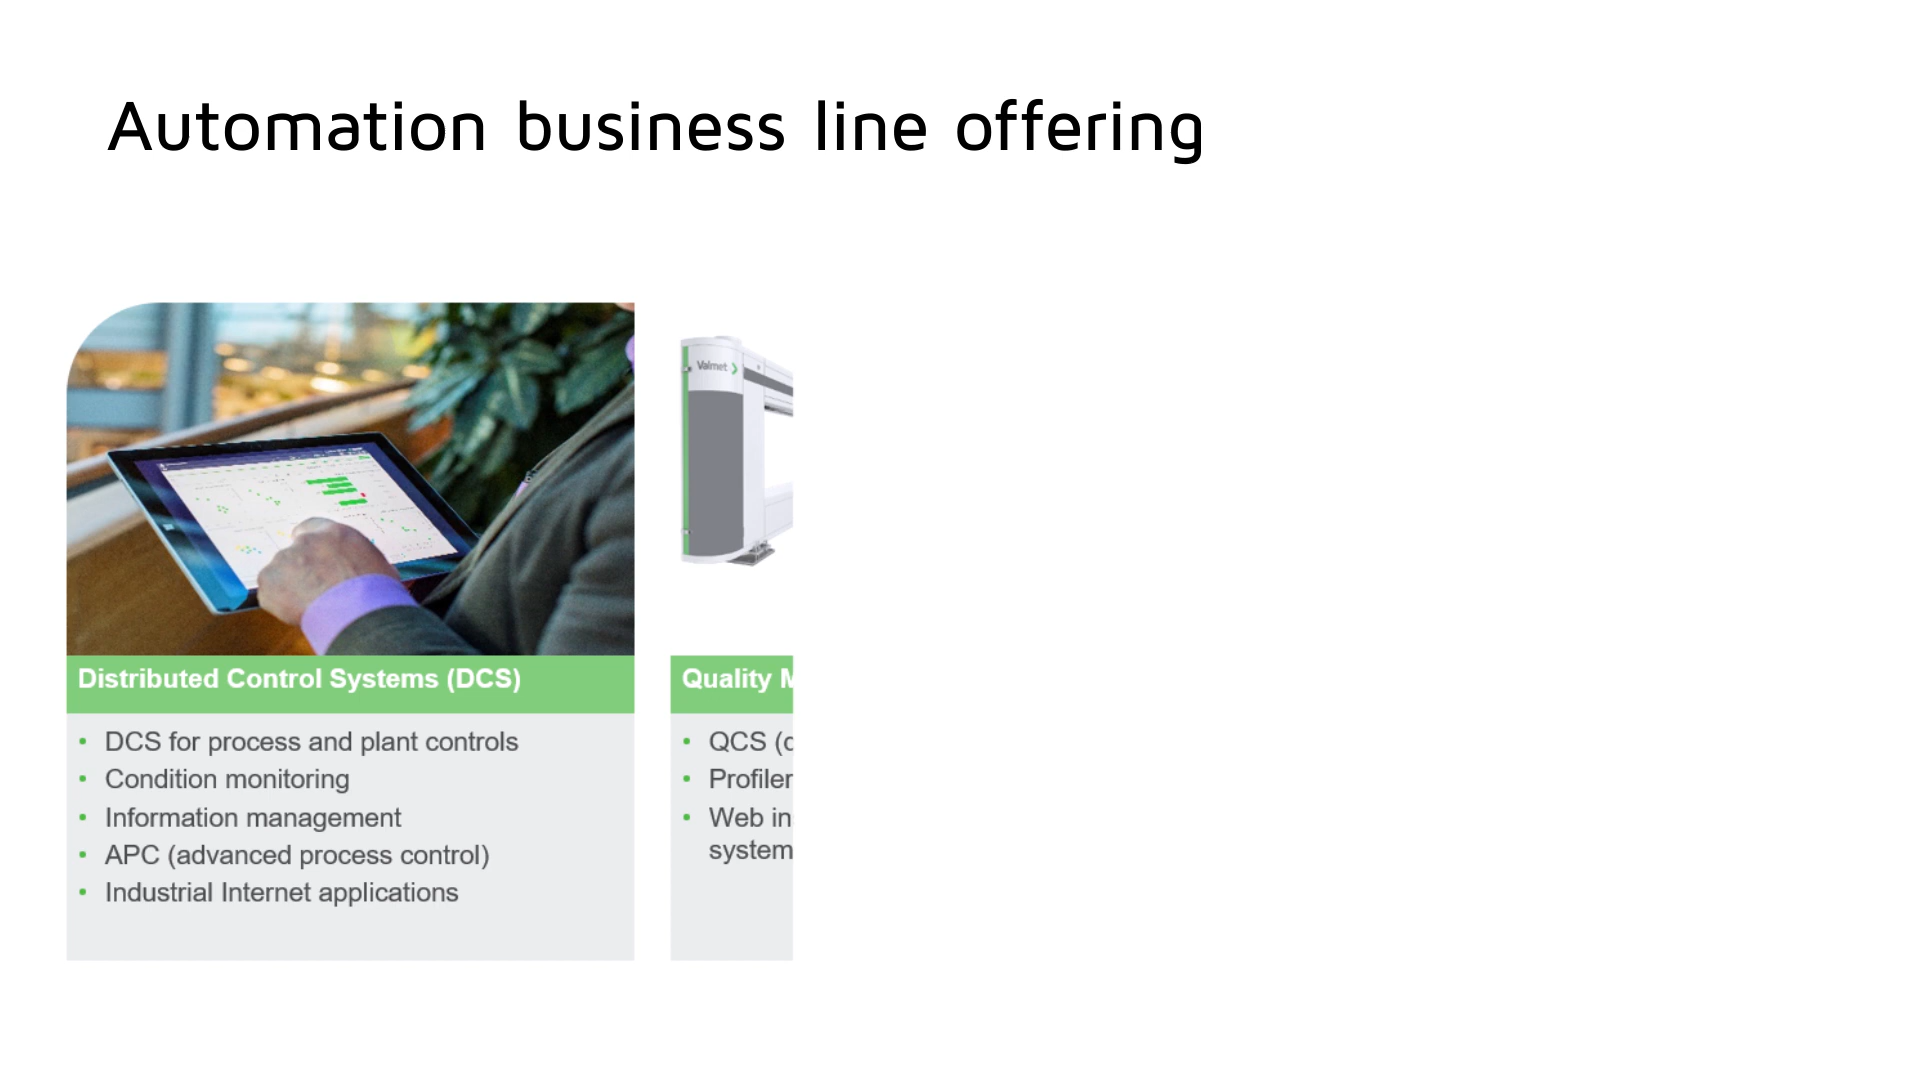 Automation business line offering
Valmet
Distributed Control Systems (DCS)
• DCS for process and plant controls
• Condition monitoring
• Information management
• APC (advanced process control)
• Industrial Internet applications
Quality
• QCS
• Profiler
• Web
system